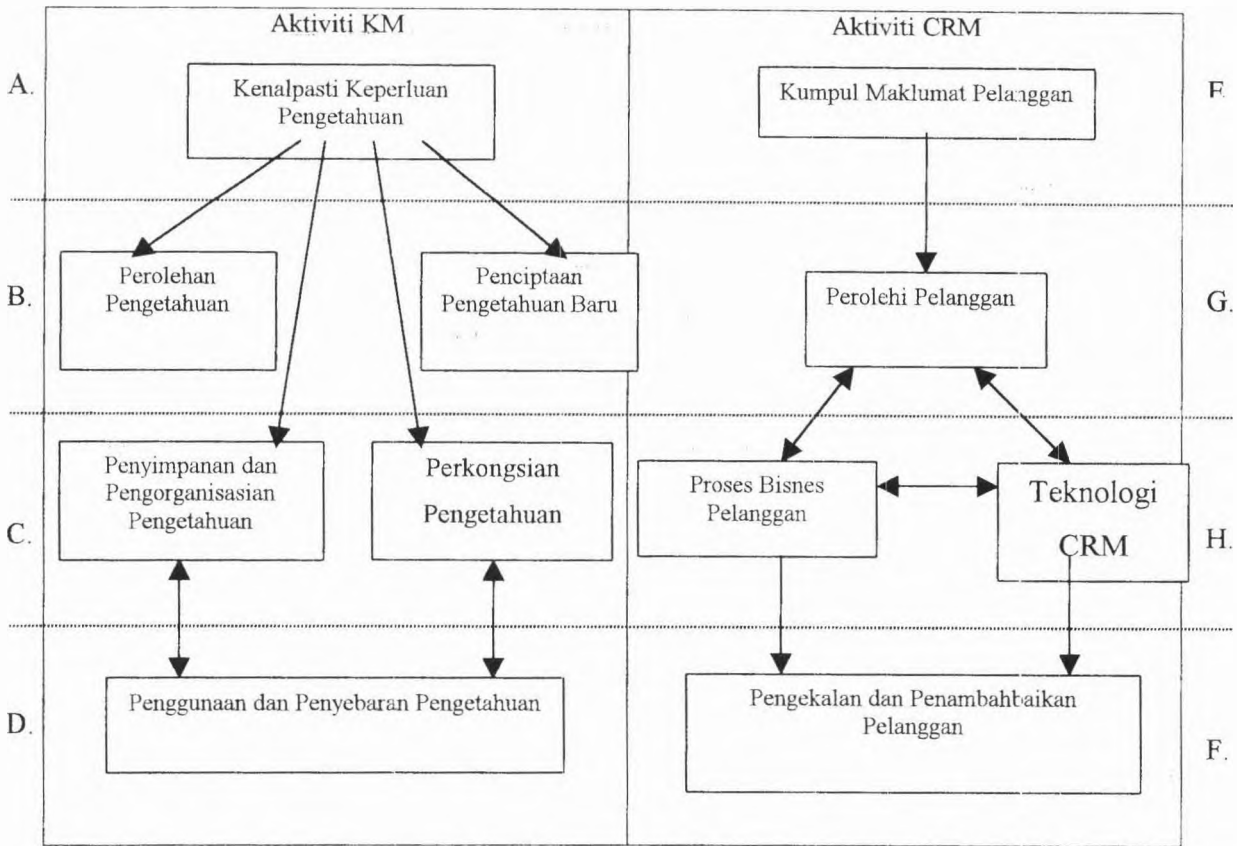 Aktiviti KM
A.
Kenalpasti Keperluan
Pengetahuan
B.
Perolehan
Pengetahuan
Penciptaan
Pengetahuan Baru
C.
Penyimpanan dan
Pengorganisasian
Pengetahuan
Perkongsian
Pengetahuan
D.
Penggunaan dan Penyebaran Pengetahuan
Aktiviti CRM
Kumpul Maklumat Pelanggan
Perolehi Pelanggan
G.
Proses Bisnes
Pelanggan
Teknologi
CRM
H.
Pengekalan dan Penambahbaikan
Pelanggan
F.